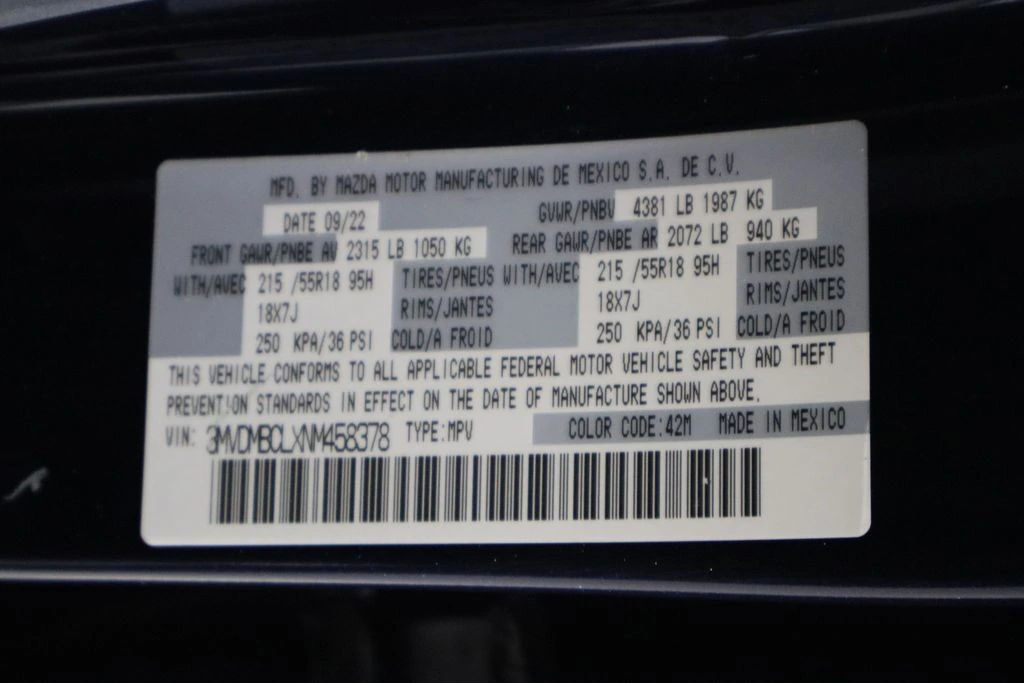 MFD. BY MAZDA MOTOR MANUFACTURING DE MEXICO S.A. DE C.V.
DATE 09/22 GVWR/PNBV 4381 LB 1987 KG
FRONT GAWR/PNBE AV 2315 LB 1050 KG REAR GAWR/PNBE AR 2072 LB 940 KG
WITH/AVEC 215 /55R18 95H TIRES/PNEUS WITH/AVEC 215 /55R18 95H TIRES/PNEUS
18X7J RIMS/JANTES 18X7J RIMS/JANTES
250 KPA/36 PSI COLD/A FROID 250 KPA/36 PSI COLD/A FROID
THIS VEHICLE CONFORMS TO ALL APPLICABLE FEDERAL MOTOR VEHICLE SAFETY AND THEFT
PREVENTION STANDARDS IN EFFECT ON THE DATE OF MANUFACTURE SHOWN ABOVE.
VIN: 3MVDMBCLXNM458378 TYPE:MPV COLOR CODE:42M MADE IN MEXICO